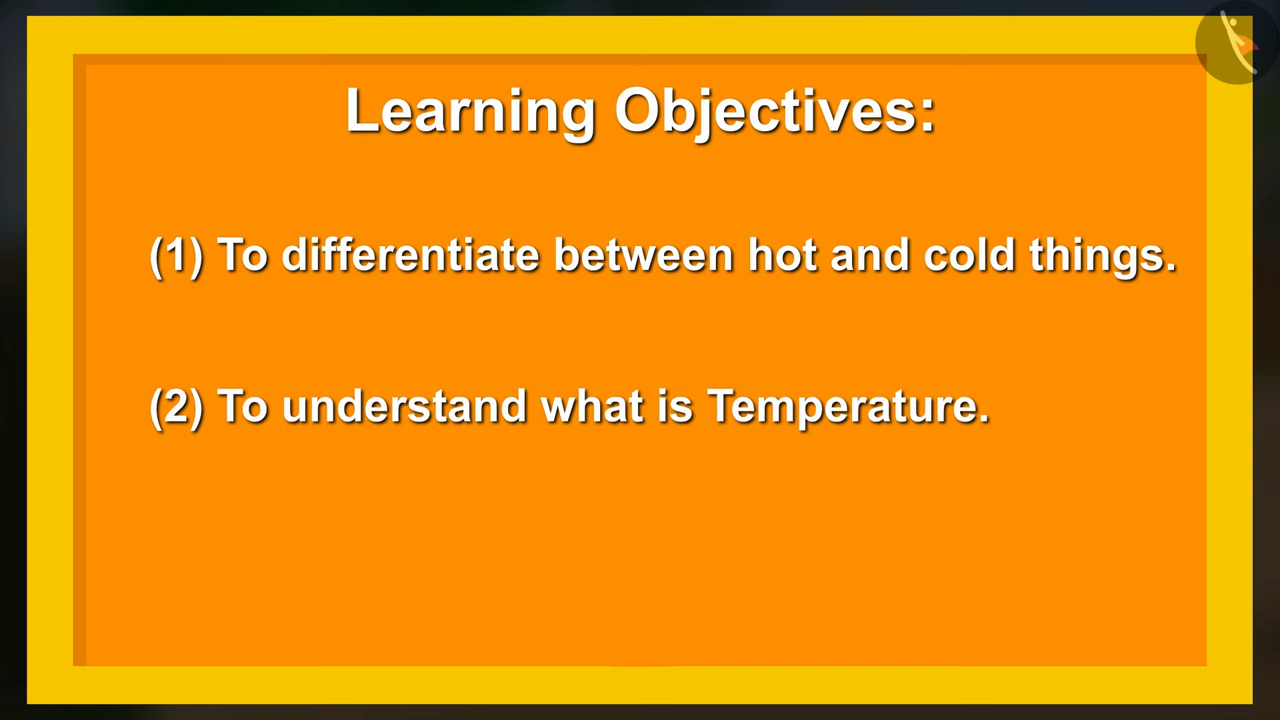 Learning Objectives:
(1) To differentiate between hot and cold things.
(2) To understand what is Temperature.